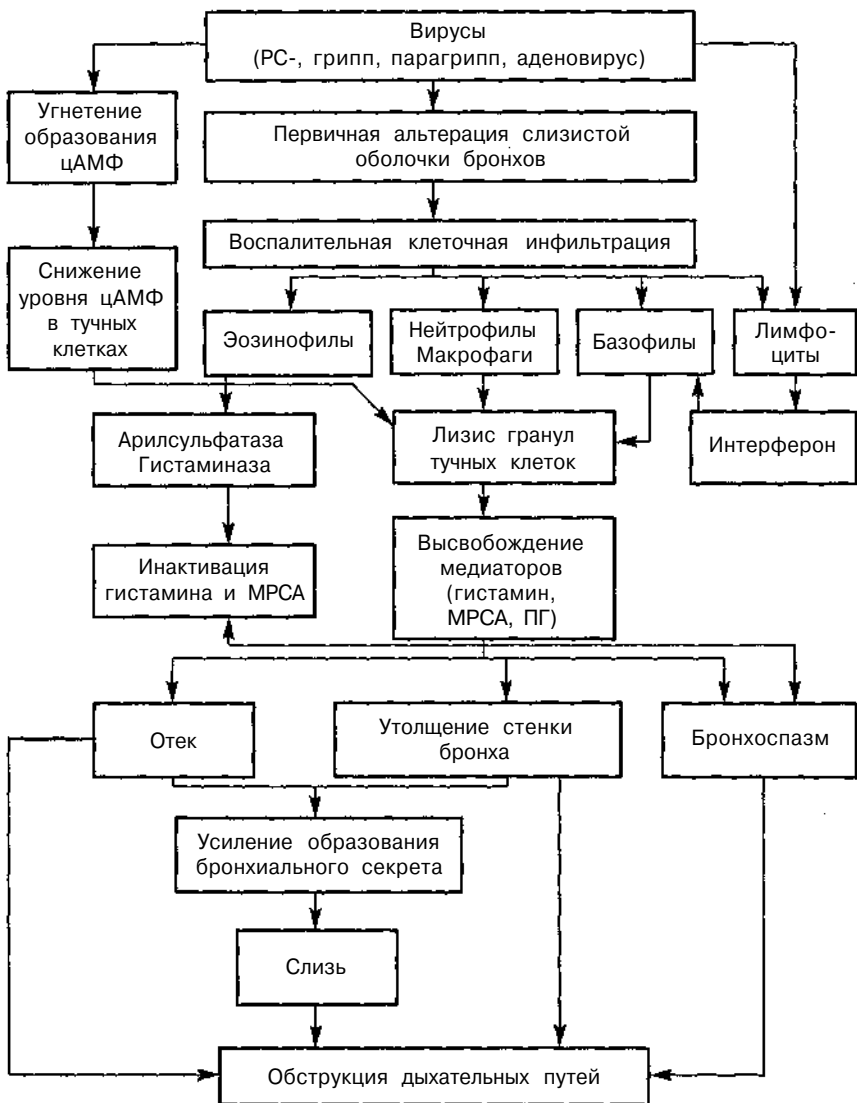 Вирусы
(РС-, грипп, парагрипп, аденовирус)
Угнетение
образования
цАМФ
Первичная альтерация слизистой
оболочки бронхов
Воспалительная клеточная инфильтрация
Снижение
уровня цАМФ
в тучных
клетках
Эозинофилы
Нейтрофилы
Макрофаги
Базофилы
Лимфо-
циты
Арилсульфатаза
Гистаминаза
Лизис гранул
тучных клеток
Интерферон
Инактивация
гистамина и МРСА
Высвобождение
медиаторов
(гистамин,
МРСА, ПГ)
Отек
Утолщение стенки
бронха
Бронхоспазм
Усиление образования
бронхиального секрета
Слизь
Обструкция дыхательных путей